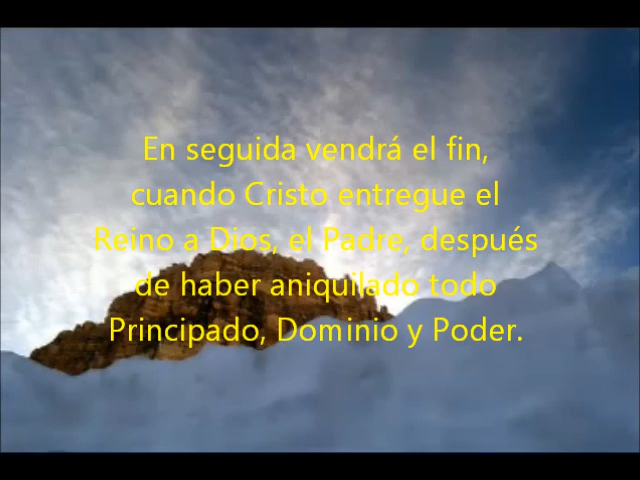 En seguida vendrá el fin,
cuando Cristo entregue el
Reino a Dios, el Padre, después
de haber aniquilado todo
Principado, Dominio y Poder.